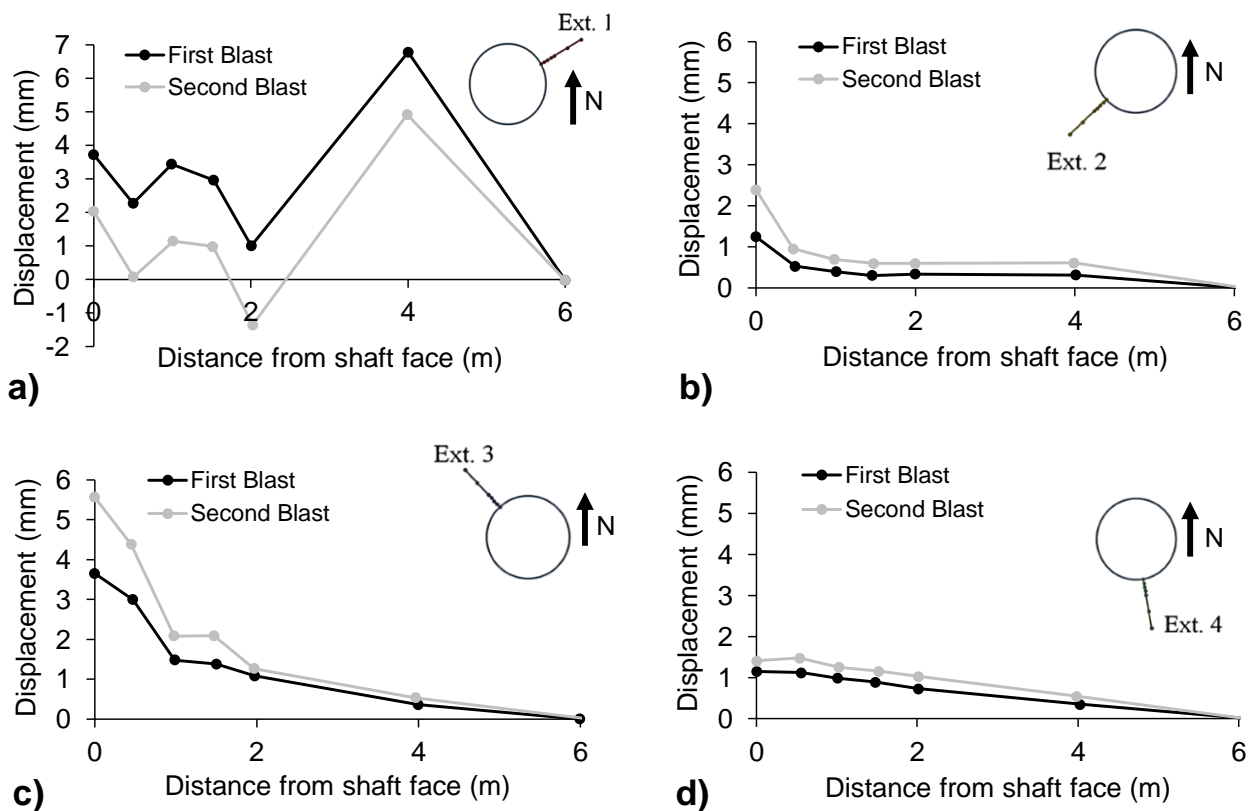 Ext. 1
First Blast
Second Blast
N
Displacement (mm)
7
6
5
4
3
2
1
0
-1
-2
0 2 4 6
Distance from shaft face (m)
a)
First Blast
Second Blast
N
Ext. 2
Displacement (mm)
6
5
4
3
2
1
0
0 2 4 6
Distance from shaft face (m)
b)
Ext. 3
First Blast
Second Blast
N
Displacement (mm)
6
5
4
3
2
1
0
0 2 4 6
Distance from shaft face (m)
c)
First Blast
Second Blast
N
Ext. 4
Displacement (mm)
6
5
4
3
2
1
0
0 2 4 6
Distance from shaft face (m)
d)